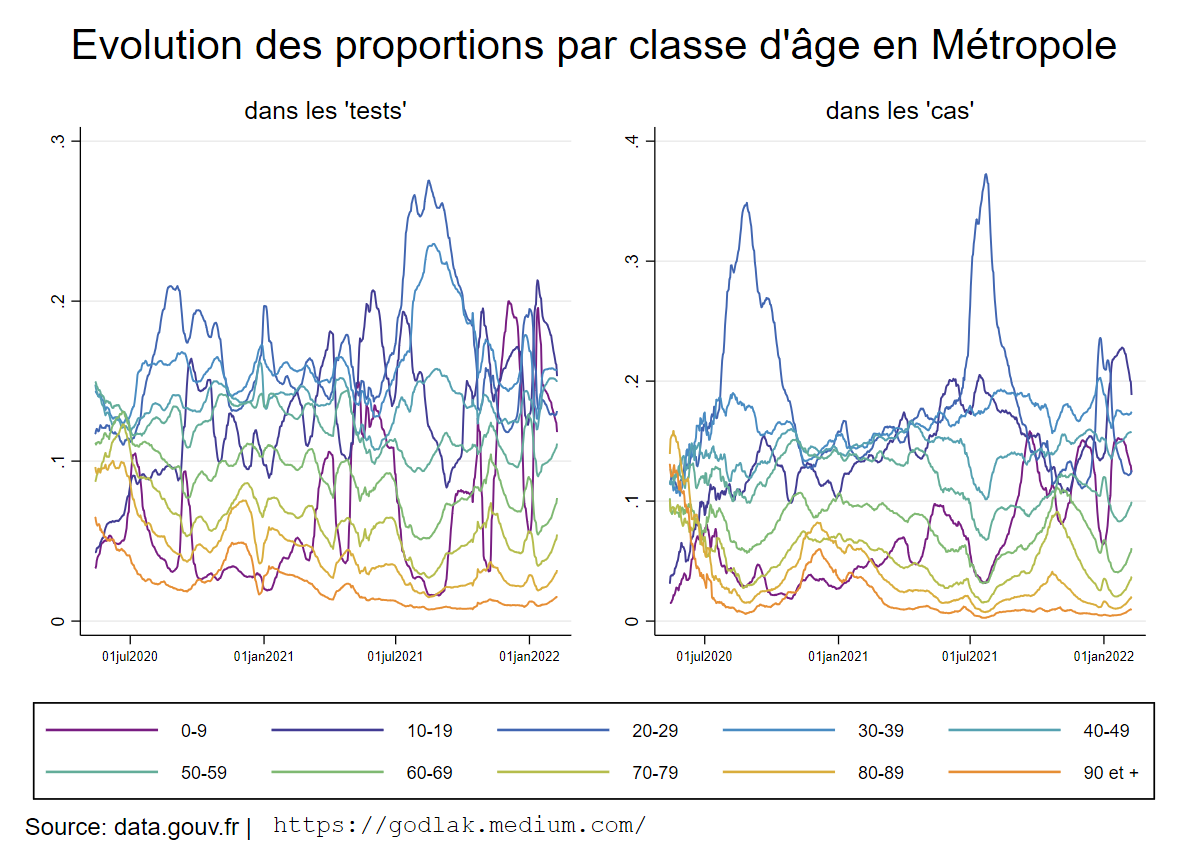 Evolution des proportions par classe d'âge en Métropole
dans les 'tests'
dans les 'cas'
.3
.2
.1
0
01jul2020 01jan2021 01jul2021 01jan2022
.4
.3
.2
.1
0
01jul2020 01jan2021 01jul2021 01jan2022
0-9 10-19 20-29 30-39 40-49
50-59 60-69 70-79 80-89 90 et +
Source: data.gouv.fr | https://godlak.medium.com/